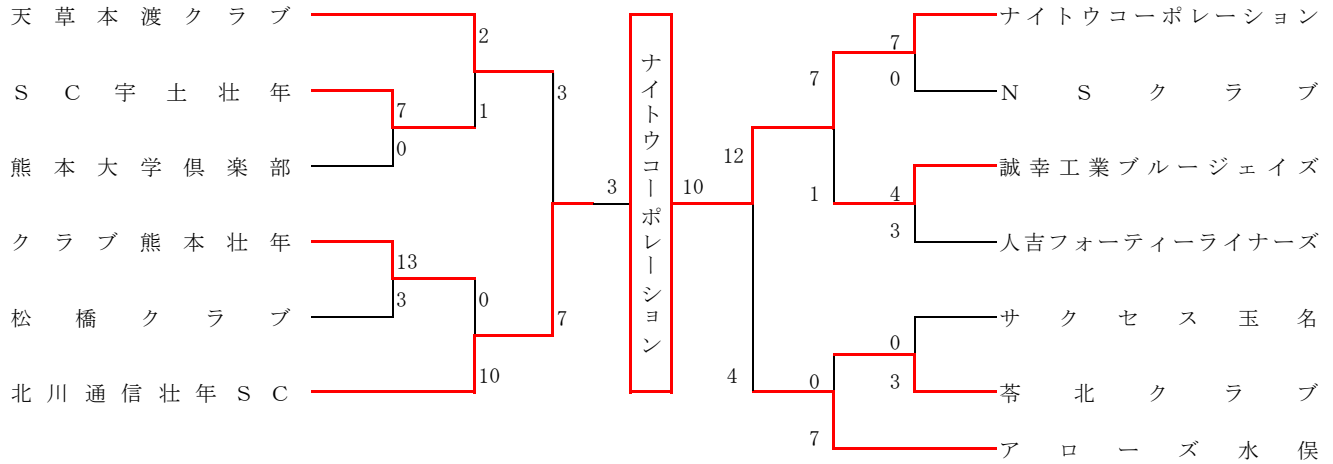 天草本渡クラブ
2
SC宇土壮年
7
1
0
熊本大学倶楽部
3
クラブ熊本壮年
13
3
0
松橋クラブ
7
10
北川通信壮年SC
3
ナイトウコーポレーション
10
ナイトウコーポレーション
7
7
0
NSクラブ
12
誠幸工業ブルージェイズ
1
4
3
人吉フォーティーライナーズ
サクセス玉名
0
4
0
3
苓北クラブ
7
アローズ水俣